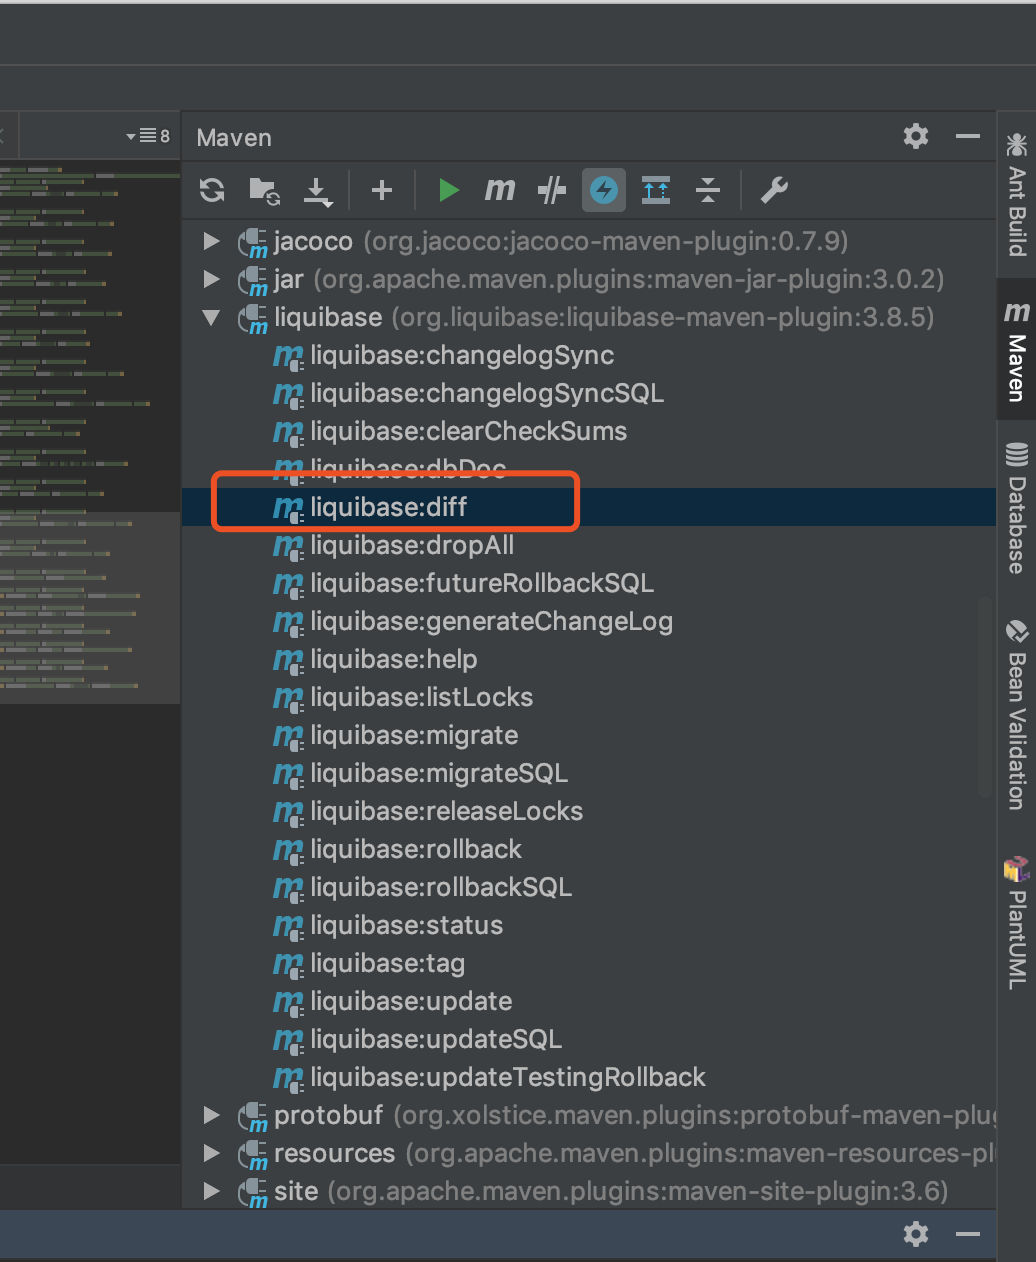 8
Maven
jacoco (org.jacoco:jacoco-maven-plugin:0.7.9)
jar (org.apache.maven.plugins:maven-jar-plugin:3.0.2)
liquibase (org.liquibase:liquibase-maven-plugin:3.8.5)
liquibase:changelogSync
liquibase:changelogSyncSQL
liquibase:clearCheckSums
liquibase:dbDoc
liquibase:diff
liquibase:dropAll
liquibase:futureRollbackSQL
liquibase:generateChangeLog
liquibase:help
liquibase:listLocks
liquibase:migrate
liquibase:migrateSQL
liquibase:releaseLocks
liquibase:rollback
liquibase:rollbackSQL
liquibase:status
liquibase:tag
liquibase:update
liquibase:updateSQL
liquibase:updateTestingRollback
protobuf (org.xolstice.maven.plugins:protobuf-maven-plug
resources (org.apache.maven.plugins:maven-resources-pl
site (org.apache.maven.plugins:maven-site-plugin:3.6)
Ant Build
Maven
Database
Bean Validation
PlantUML